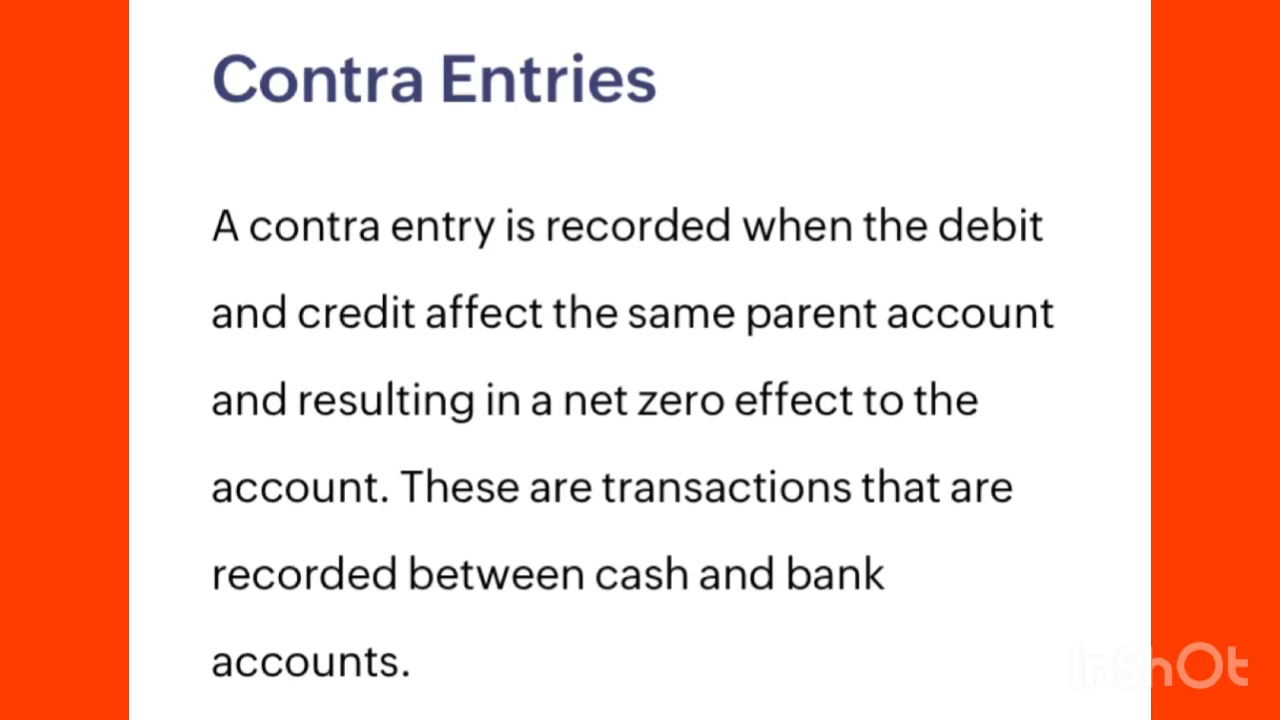 Contra Entries
A contra entry is recorded when the debit
and credit affect the same parent account
and resulting in a net zero effect to the
account. These are transactions that are
recorded between cash and bank
accounts.
InShOt